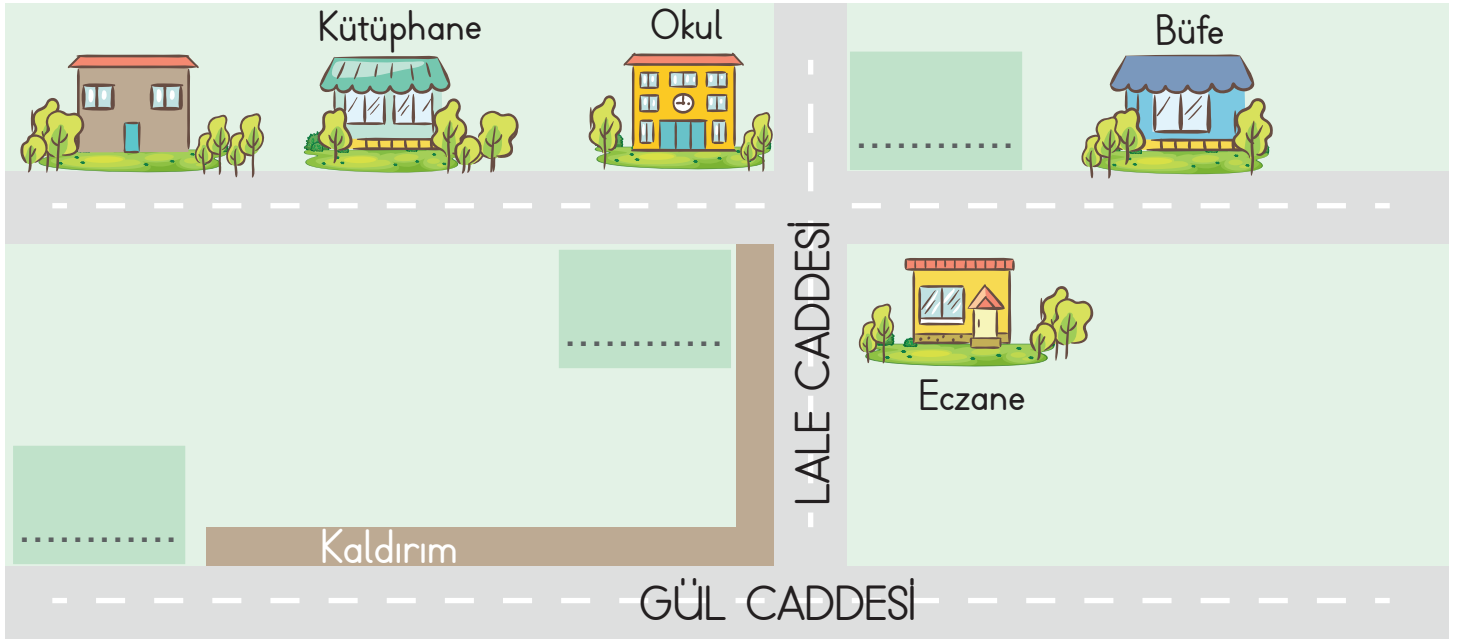 Kütüphane
Okul
Büfe
............
............
LALE CADDESİ
Eczane
............
Kaldırım
GÜL CADDESİ